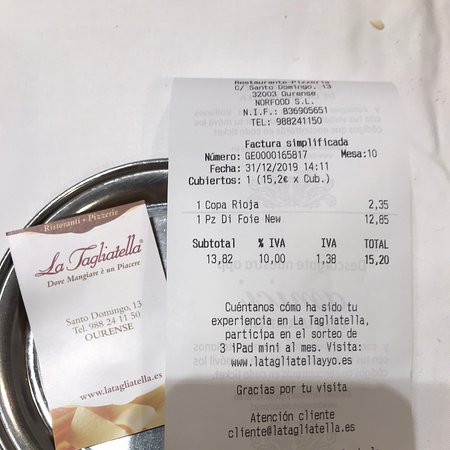 Restaurante-Pizzeria
C/ Santo Domingo, 13
32003 Ourense
NORFOOD S.L.
N.I.F.: B36905651
TEL: 988241150
Factura simplificada
Número: GE0000165817 Mesa:10
Fecha: 31/12/2019 14:11
Cubiertos: 1 (15,2€ x Cub.)
1 Copa Rioja 2,35
1 Pz Di Foie New 12,85
Subtotal % IVA IVA TOTAL
13,82 10,00 1,38 15,20
Cuéntanos cómo ha sido tu
experiencia en La Tagliatella,
participa en el sorteo de
3 iPad mini al mes. Visita:
www.latagliatellayyo.es
Gracias por tu visita
Atención cliente
cliente@latagliatella.es
Ristoranti • Pizzerie
La Tagliatella®
Dove Mangiare è un Piacere
Santo Domingo, 13
Tel. 988 24 11 50
OURENSE
www.latagliatella.es